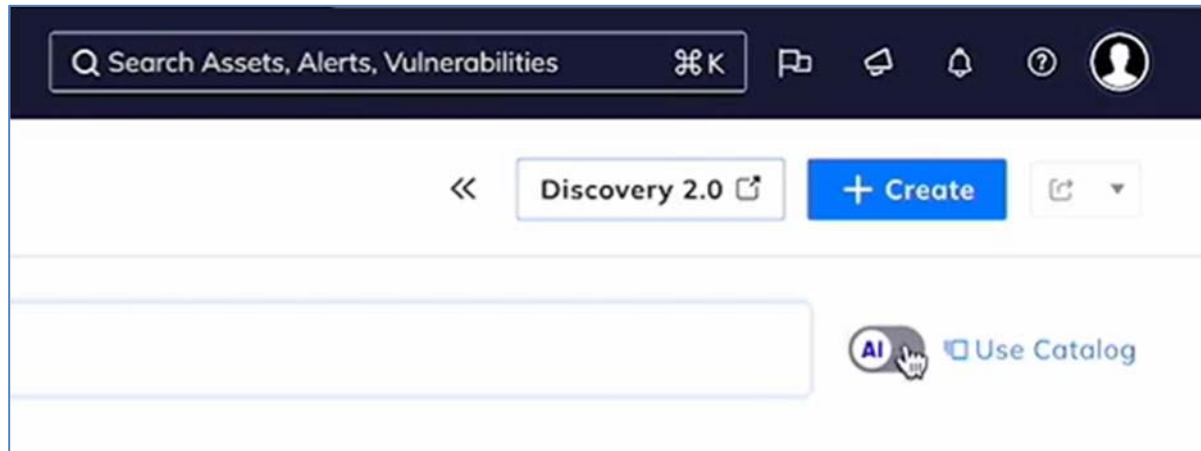 Search Assets, Alerts, Vulnerabilities ⌘K
Discovery 2.0 + Create
AI Use Catalog